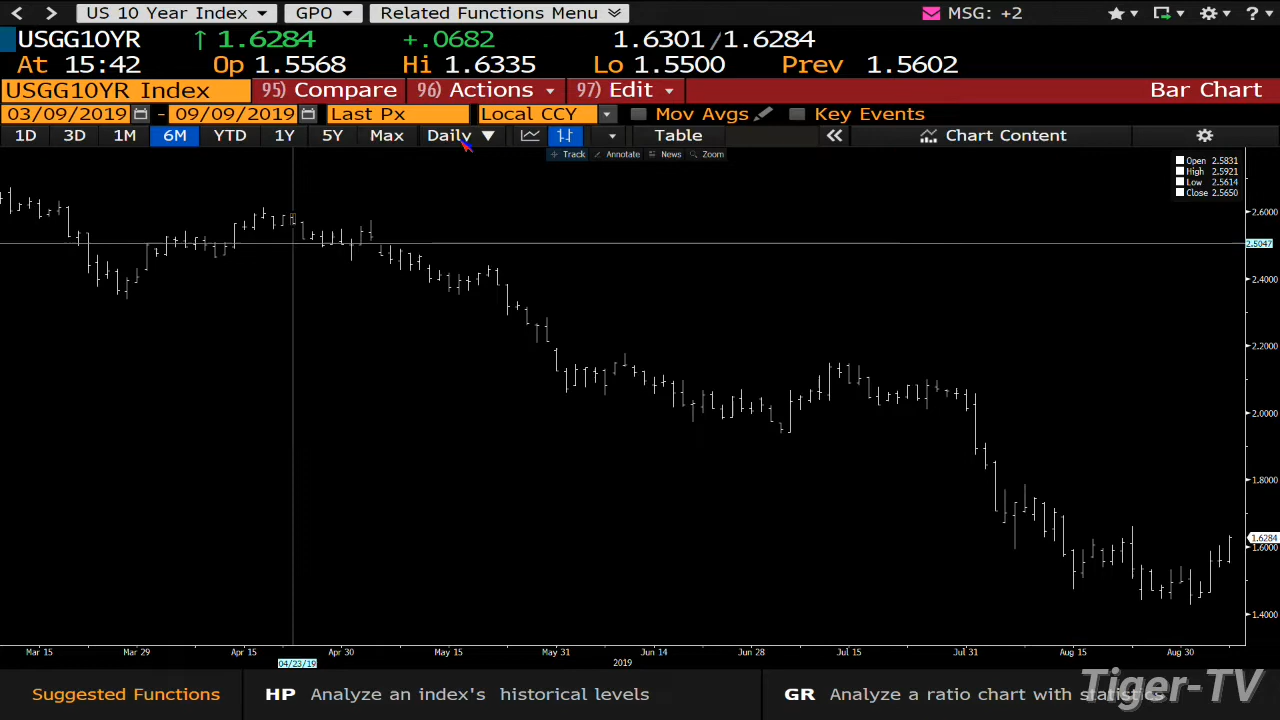 US 10 Year Index GPO Related Functions Menu MSG: +2 ?
USGG10YR ↑ 1.6284 +.0682 1.6301/1.6284
At 15:42 Op 1.5568 Hi 1.6335 Lo 1.5500 Prev 1.5602
USGG10YR Index 95) Compare 96) Actions 97) Edit Bar Chart
03/09/2019 - 09/09/2019 Last Px Local CCY Mov Avgs Key Events
1D 3D 1M 6M YTD 1Y 5Y Max Daily Table Chart Content
Track Annotate News Zoom
Open 2.5831
High 2.5921
Low 2.5614
Close 2.5650
2.6000
2.5047
2.4000
2.2000
2.0000
1.8000
1.6284
1.6000
1.4000
Mar 15 Mar 29 Apr 15 Apr 30 May 15 May 31 Jun 14 Jun 28 Jul 15 Jul 31 Aug 15 Aug 30
04/23/19 2019
Suggested Functions HP Analyze an index's historical levels GR Analyze a ratio chart with statistics
Tiger-TV